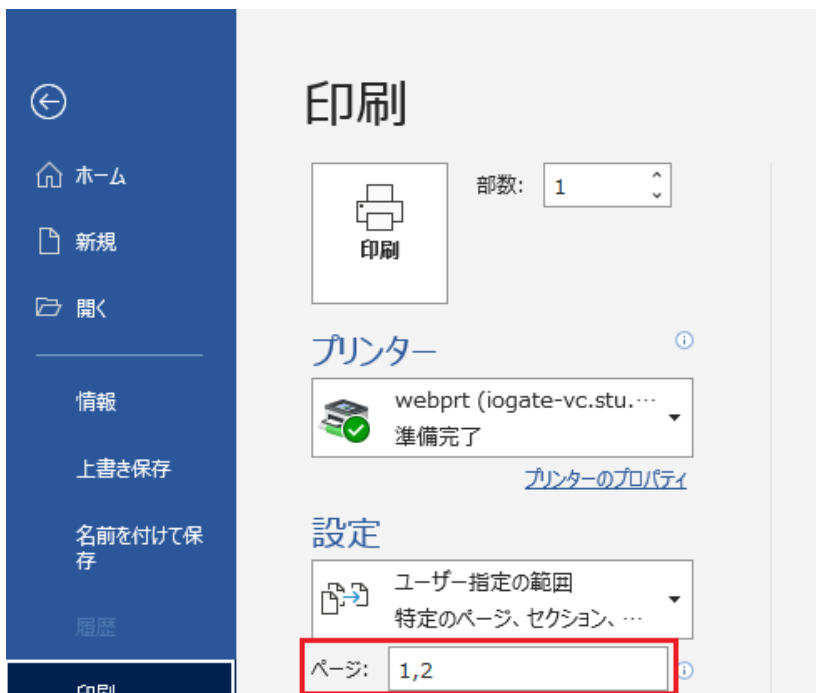 印刷
ホーム
新規
開く
情報
上書き保存
名前を付けて保
存
履歴
印刷
印刷
部数: 1
プリンター
webprt (iogate-vc.stu.…
準備完了
プリンターのプロパティ
設定
ユーザー指定の範囲
特定のページ、セクション、…
ページ: 1,2